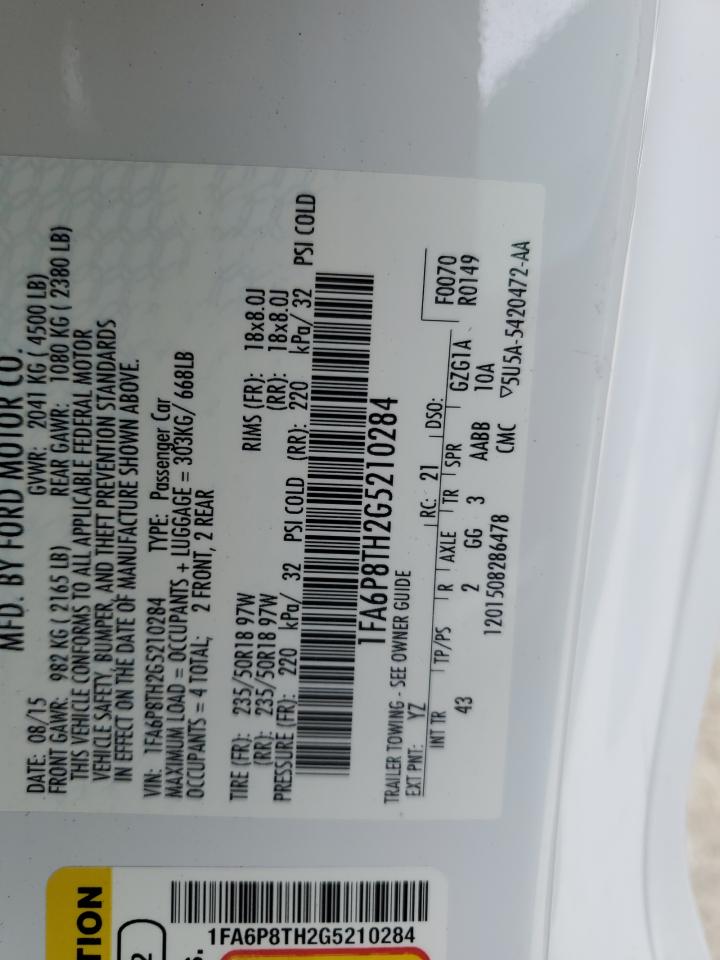 MFD. BY FORD MOTOR CO.
DATE: 08/15 GVWR: 2041 KG ( 4500 LB)
FRONT GAWR: 982 KG ( 2165 LB) REAR GAWR: 1080 KG ( 2380 LB)
THIS VEHICLE CONFORMS TO ALL APPLICABLE FEDERAL MOTOR
VEHICLE SAFETY, BUMPER, AND THEFT PREVENTION STANDARDS
IN EFFECT ON THE DATE OF MANUFACTURE SHOWN ABOVE.
VIN: 1FA6P8TH2G5210284 TYPE: Passenger Car
MAXIMUM LOAD = OCCUPANTS + LUGGAGE = 303KG/ 668LB
OCCUPANTS = 4 TOTAL; 2 FRONT, 2 REAR
TIRE (FR): 235/50R18 97W RIMS (FR): 18x8.0J
(RR): 235/50R18 97W (RR): 18x8.0J
PRESSURE (FR): 220 kPa/ 32 PSI COLD (RR): 220 kPa/ 32 PSI COLD
1FA6P8TH2G5210284
TRAILER TOWING - SEE OWNER GUIDE
EXT PNT: YZ RC: 21 DSO: F0070
R0149
INT TR TP/PS R AXLE TR SPR GZG1A
43 2 GG 3 AABB 10A
1201508286478 CMC ▽5U5A-5420472-AA
TION
1FA6P8TH2G5210284